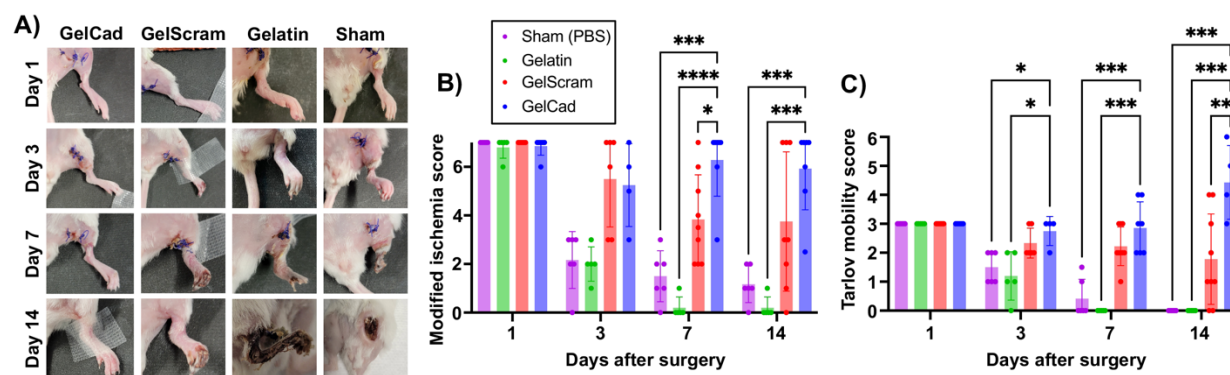 A)
GelCad GelScram Gelatin Sham
Day 1
Day 3
Day 7
Day 14
B)
Sham (PBS)
Gelatin
GelScram
GelCad
Modified ischemia score
6
4
2
0
*** **** * *** ***
1 3 7 14
Days after surgery
C)
Tarlov mobility score
6
5
4
3
2
1
0
* * *** *** *** ***
1 3 7 14
Days after surgery